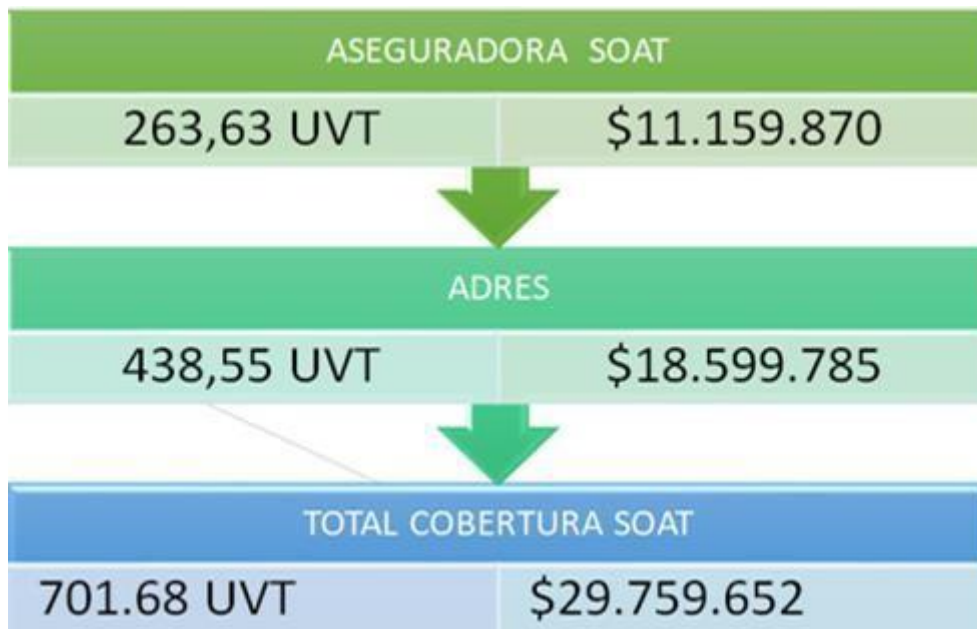 ASEGURADORA SOAT
263,63 UVT $11.159.870
ADRES
438,55 UVT $18.599.785
TOTAL COBERTURA SOAT
701.68 UVT $29.759.652